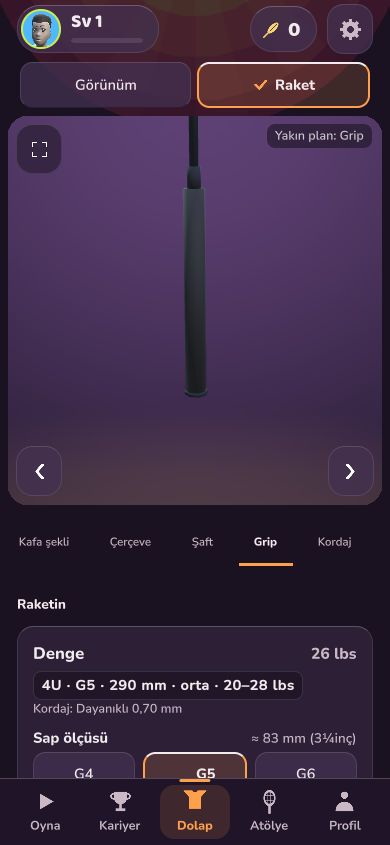 Sv 1
0
Görünüm
Raket
Yakın plan: Grip
Kafa şekli
Çerçeve
Şaft
Grip
Kordaj
Raketin
Denge
26 lbs
4U · G5 · 290 mm · orta · 20–28 lbs
Kordaj: Dayanıklı 0,70 mm
Sap ölçüsü
≈ 83 mm (3¼inç)
G4
G5
G6
Oyna
Kariyer
Dolap
Atölye
Profil